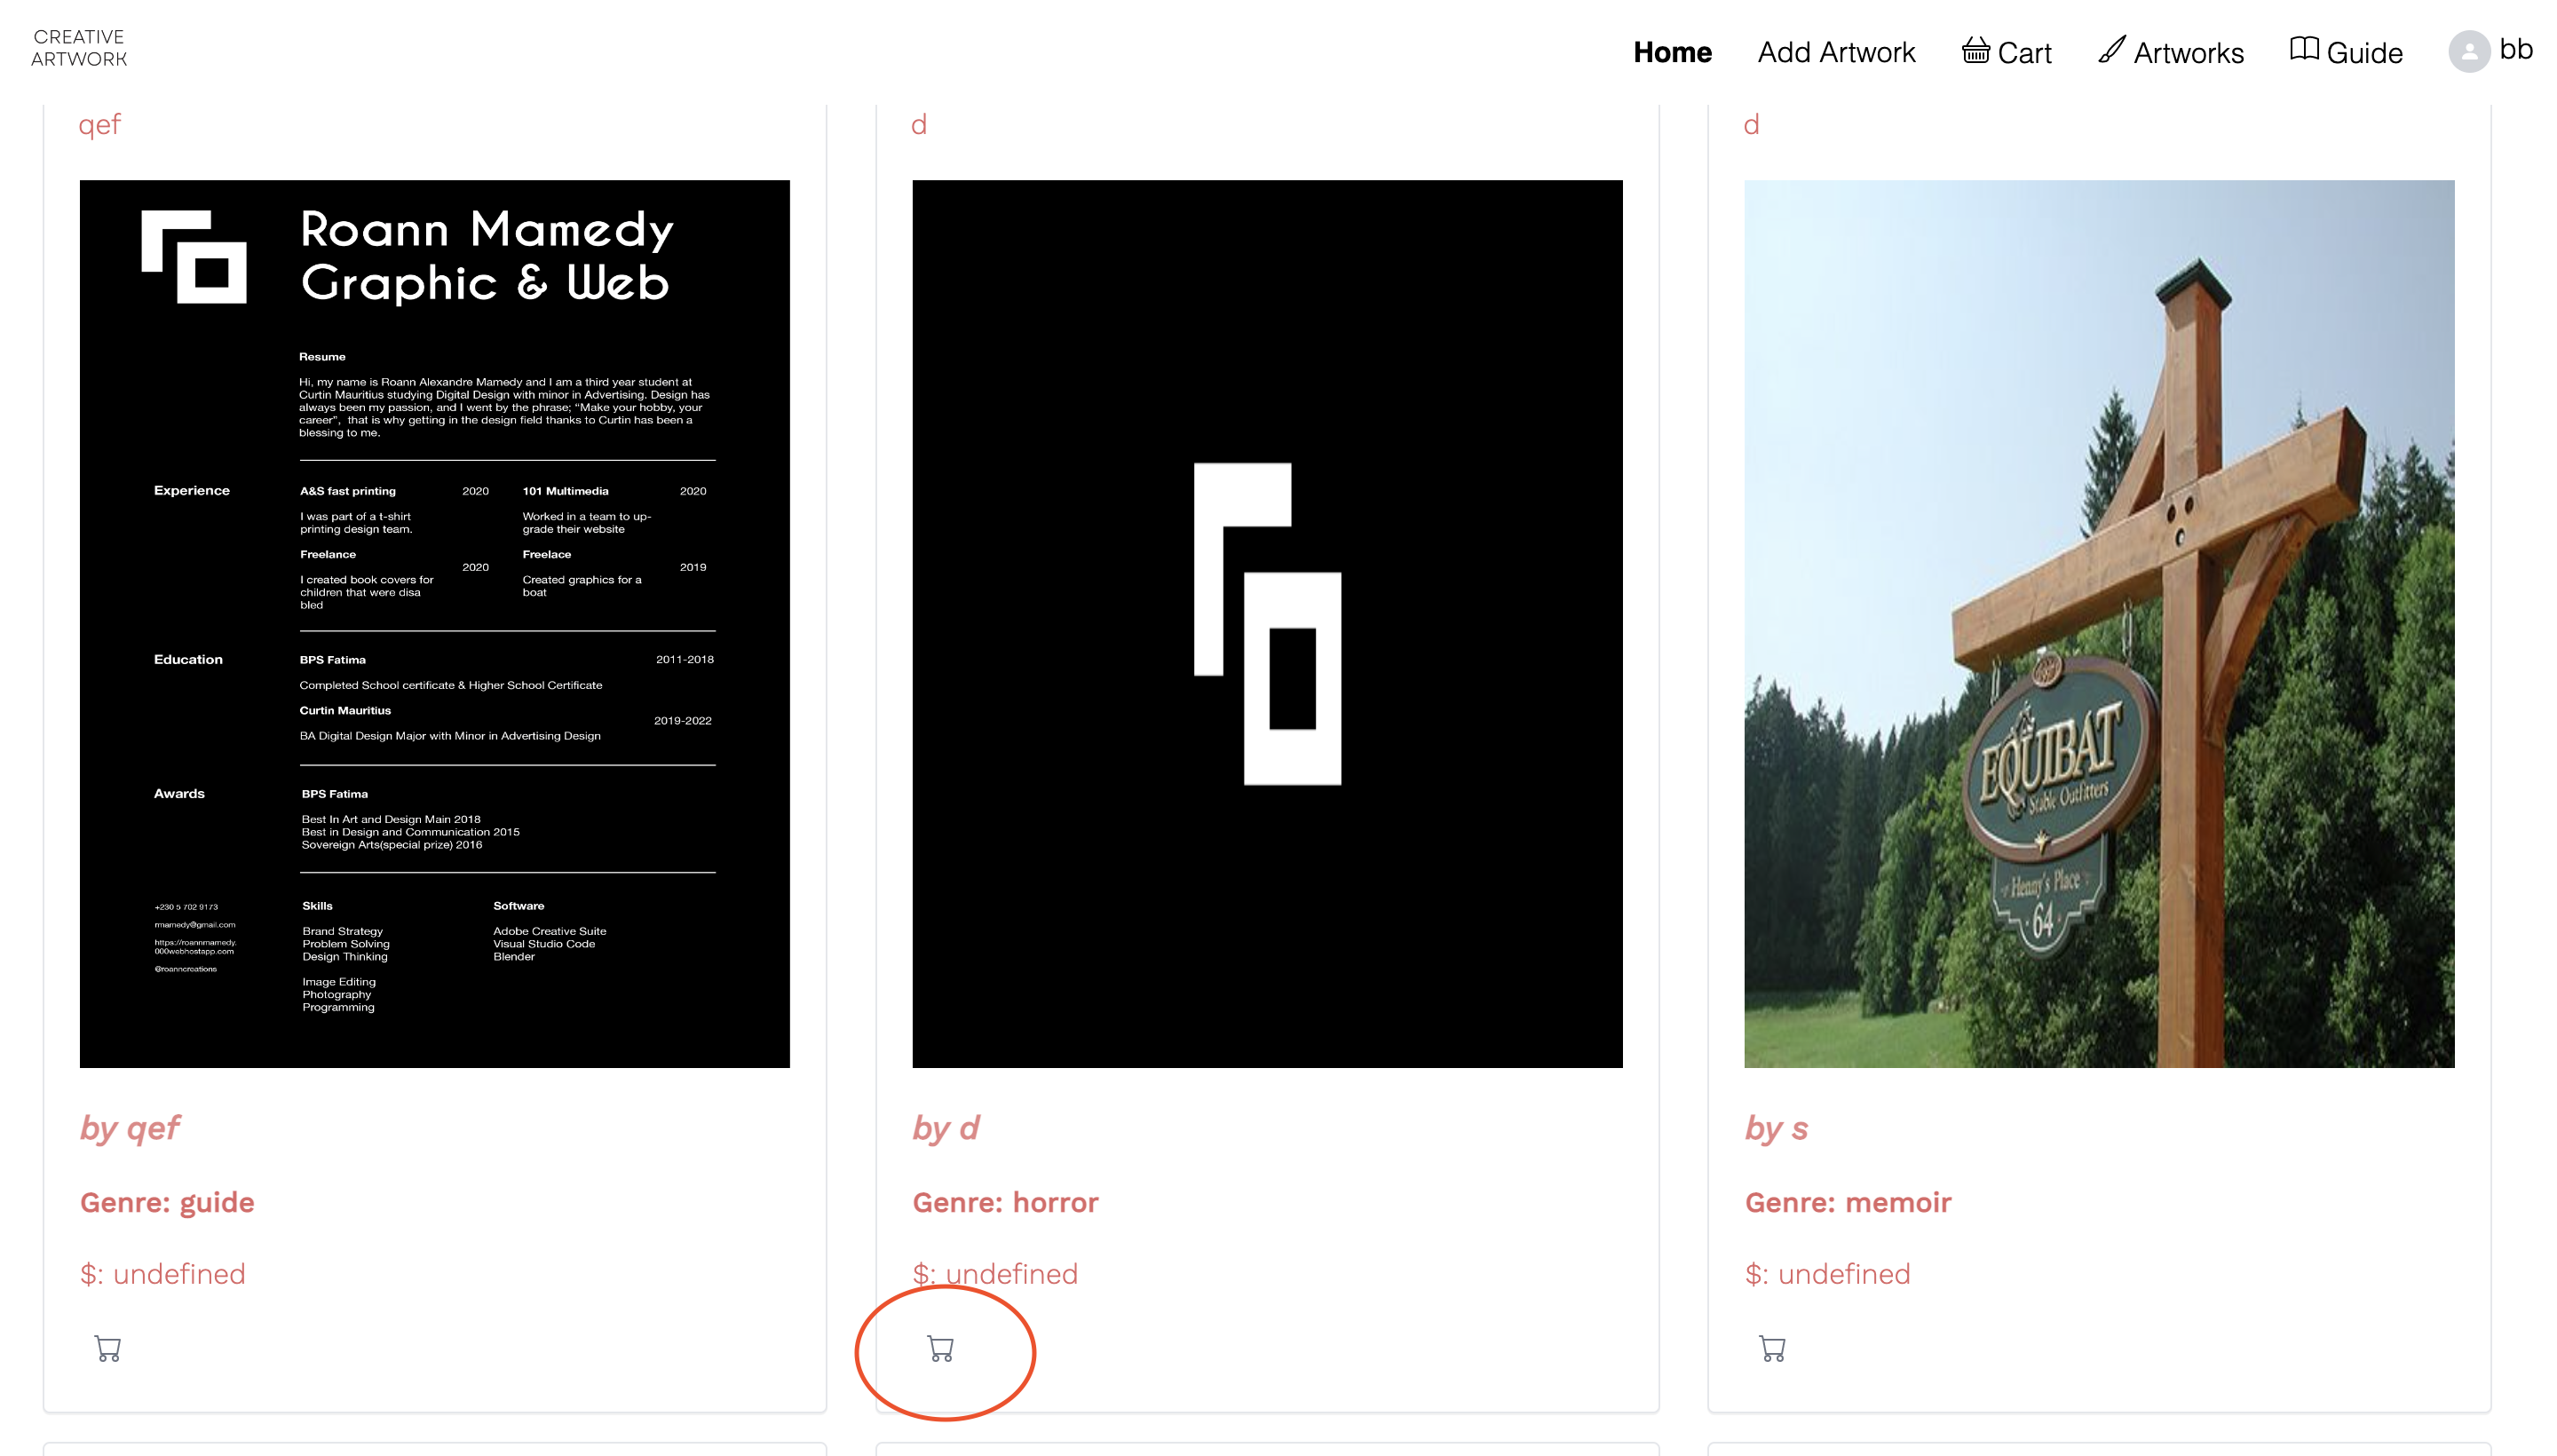 CREATIVE
ARTWORK
Home
Add Artwork
Cart
Artworks
Guide
bb
qef
Roann Mamedy
Graphic & Web
Resume
Hi, my name is Roann Alexandre Mamedy and I am a third year student at
Curtin Mauritius studying Digital Design with minor in Advertising. Design has
always been my passion, and I went by the phrase; “Make your hobby, your
career”, that is why getting in the design field thanks to Curtin has been a
blessing to me.
Experience
A&S fast printing 2020
I was part of a t-shirt
printing design team.
Freelance
2020
I created book covers for
children that were disa
bled
101 Multimedia 2020
Worked in a team to up-
grade their website
Freelace
2019
Created graphics for a
boat
Education
BPS Fatima 2011-2018
Completed School certificate & Higher School Certificate
Curtin Mauritius
2019-2022
BA Digital Design Major with Minor in Advertising Design
Awards
BPS Fatima
Best In Art and Design Main 2018
Best in Design and Communication 2015
Sovereign Arts(special prize) 2016
+230 5 702 9173
rmamedy@gmail.com
https://roannmamedy.
000webhostapp.com
@roanncreations
Skills
Brand Strategy
Problem Solving
Design Thinking
Image Editing
Photography
Programming
Software
Adobe Creative Suite
Visual Studio Code
Blender
by qef
Genre: guide
$: undefined
d
by d
Genre: horror
$: undefined
d
EQUIBAT
Stable Outfitters
Henny's Place
64
by s
Genre: memoir
$: undefined